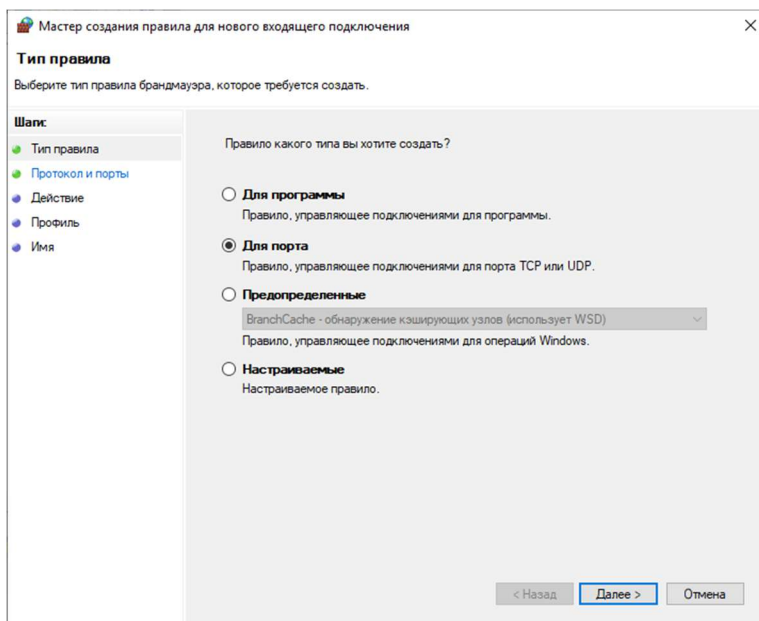 Мастер создания правила для нового входящего подключения
Тип правила
Выберите тип правила брандмауэра, которое требуется создать.
Шаги:
Тип правила
Протокол и порты
Действие
Профиль
Имя
Правило какого типа вы хотите создать?
Для программы
Правило, управляющее подключениями для программы.
Для порта
Правило, управляющее подключениями для порта TCP или UDP.
Предопределенные
BranchCache - обнаружение кэширующих узлов (использует WSD)
Правило, управляющее подключениями для операций Windows.
Настраиваемые
Настраиваемое правило.
< Назад
Далее >
Отмена